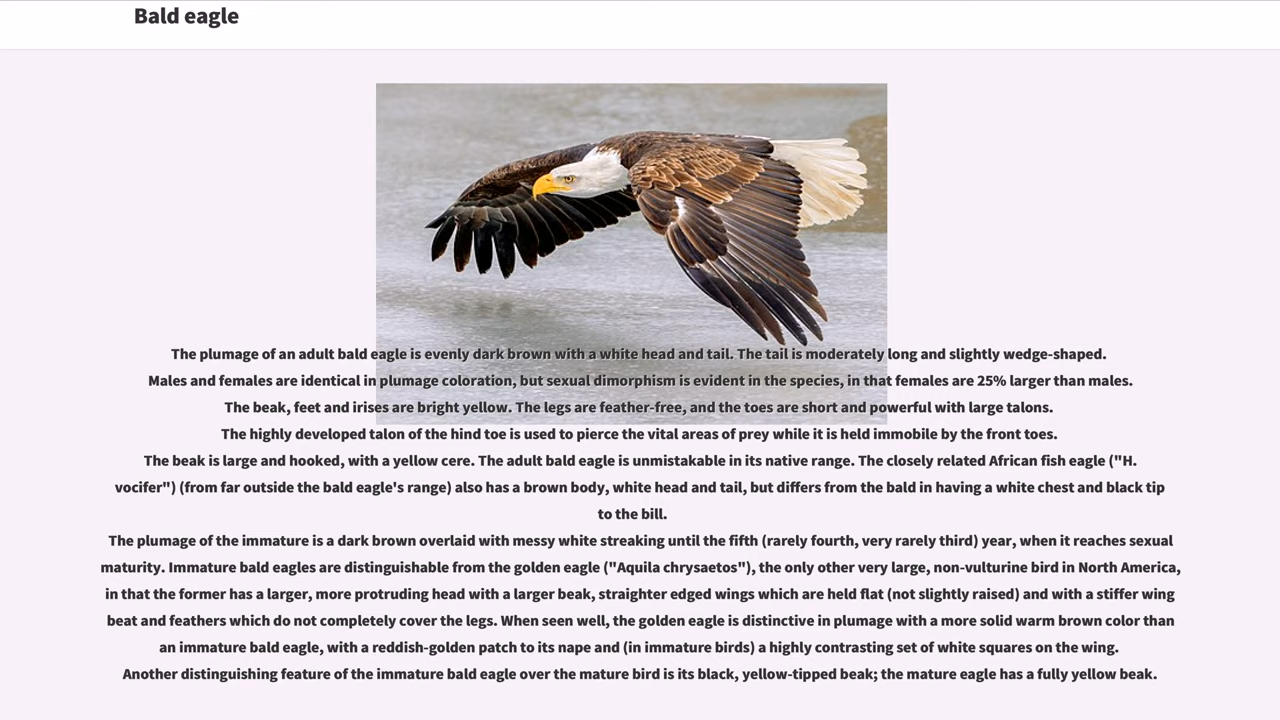 Bald eagle
The plumage of an adult bald eagle is evenly dark brown with a white head and tail. The tail is moderately long and slightly wedge-shaped.
Males and females are identical in plumage coloration, but sexual dimorphism is evident in the species, in that females are 25% larger than males.
The beak, feet and irises are bright yellow. The legs are feather-free, and the toes are short and powerful with large talons.
The highly developed talon of the hind toe is used to pierce the vital areas of prey while it is held immobile by the front toes.
The beak is large and hooked, with a yellow cere. The adult bald eagle is unmistakable in its native range. The closely related African fish eagle ("H.
vocifer") (from far outside the bald eagle's range) also has a brown body, white head and tail, but differs from the bald in having a white chest and black tip
to the bill.
The plumage of the immature is a dark brown overlaid with messy white streaking until the fifth (rarely fourth, very rarely third) year, when it reaches sexual
maturity. Immature bald eagles are distinguishable from the golden eagle ("Aquila chrysaetos"), the only other very large, non-vulturine bird in North America,
in that the former has a larger, more protruding head with a larger beak, straighter edged wings which are held flat (not slightly raised) and with a stiffer wing
beat and feathers which do not completely cover the legs. When seen well, the golden eagle is distinctive in plumage with a more solid warm brown color than
an immature bald eagle, with a reddish-golden patch to its nape and (in immature birds) a highly contrasting set of white squares on the wing.
Another distinguishing feature of the immature bald eagle over the mature bird is its black, yellow-tipped beak; the mature eagle has a fully yellow beak.